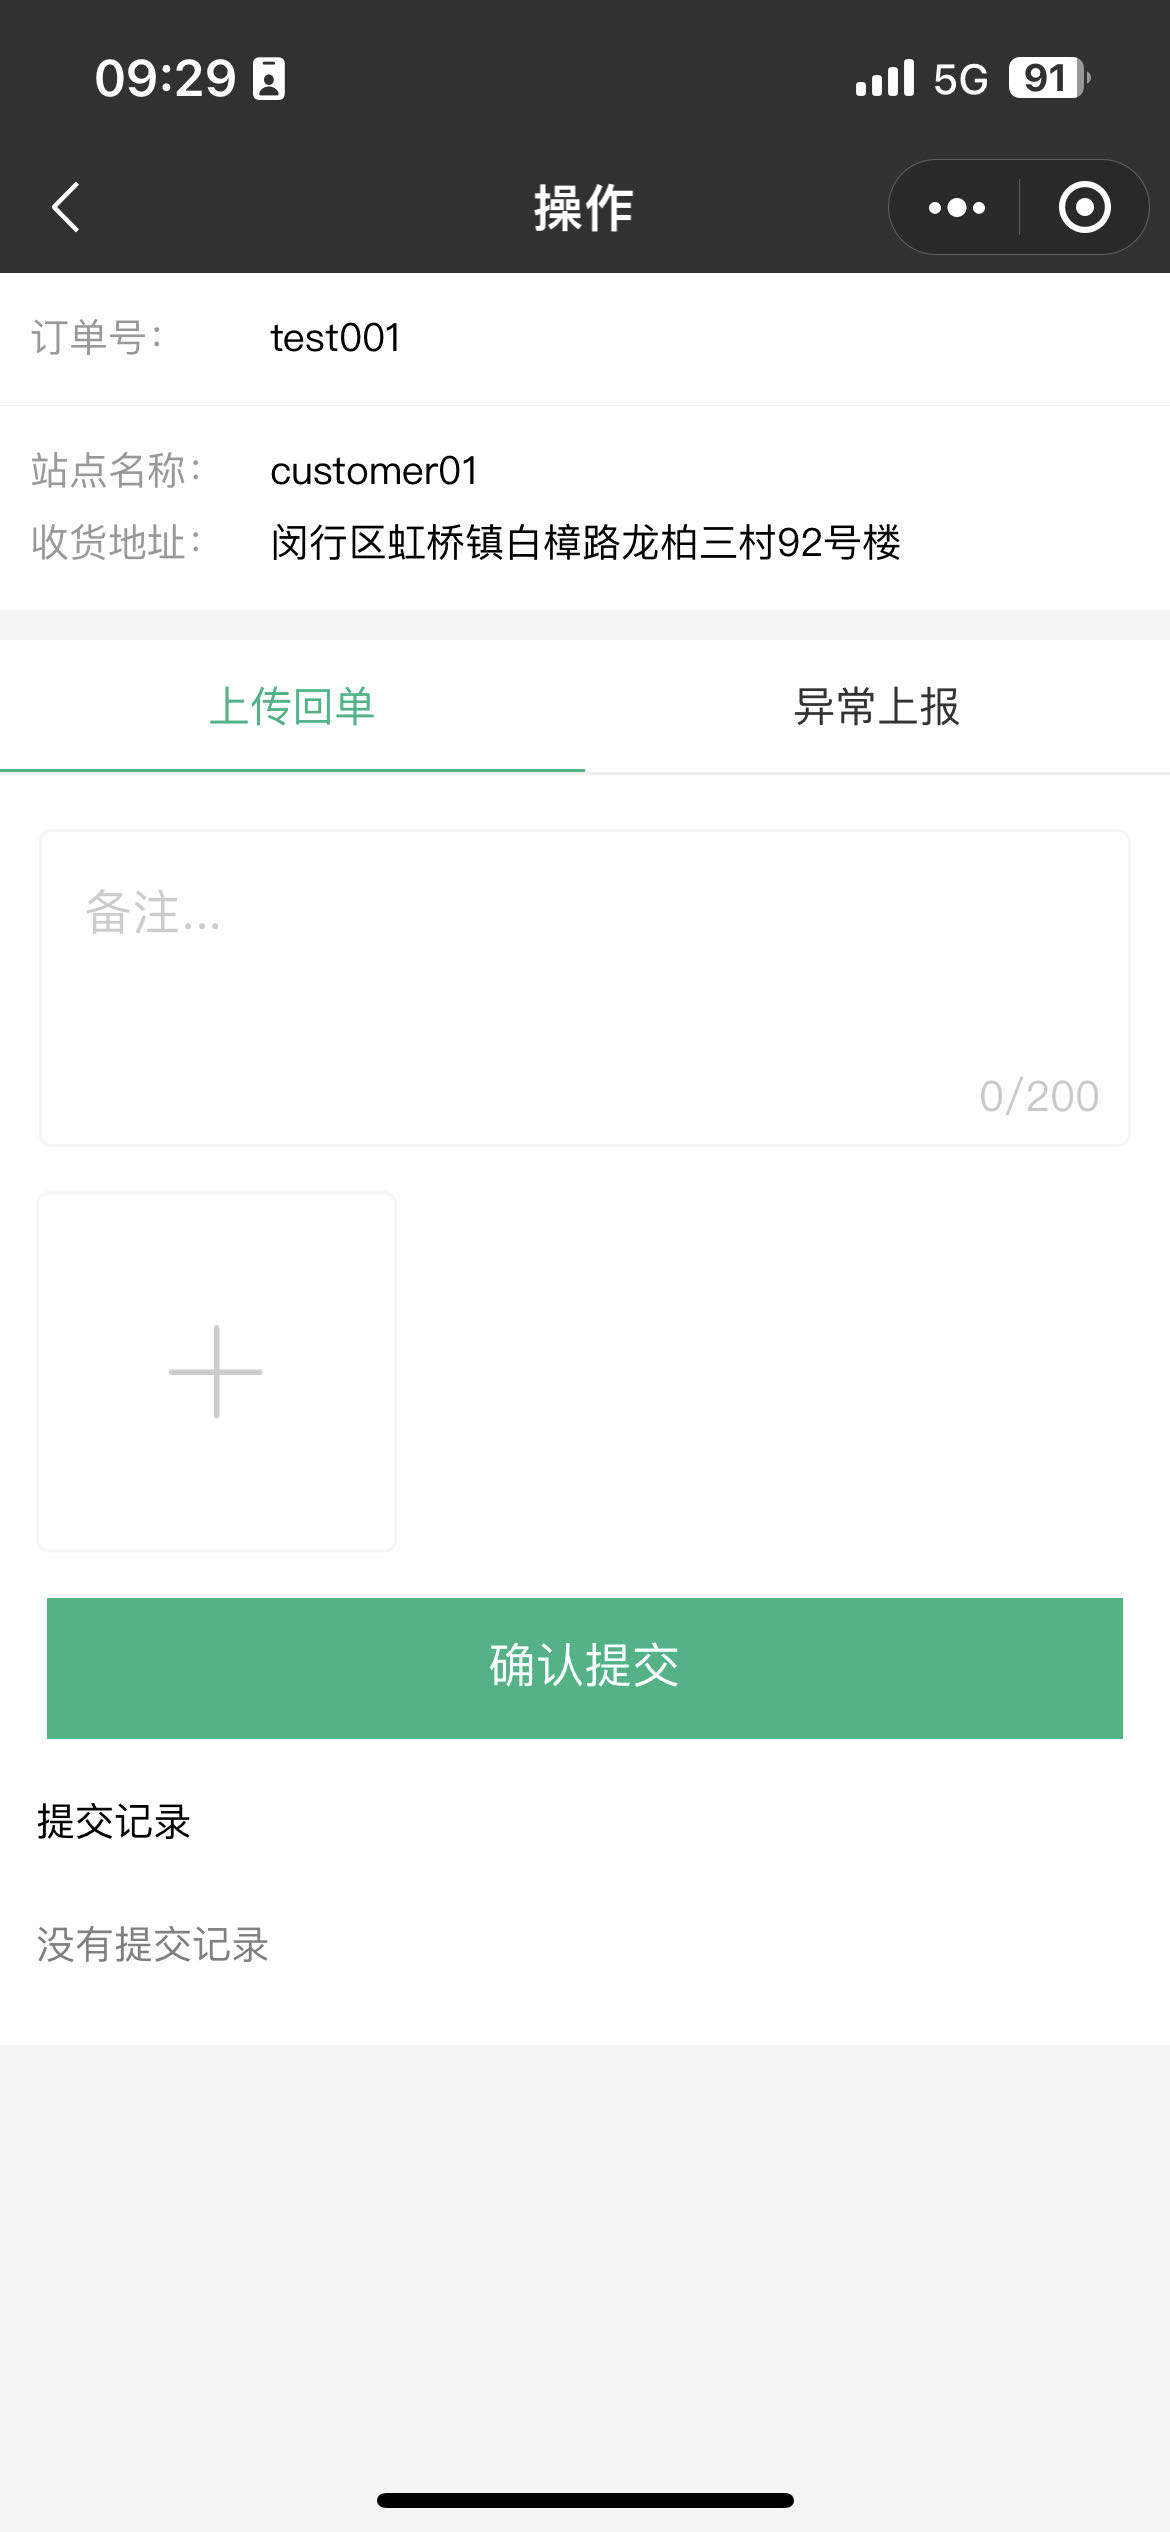 09:29
5G 91
操作
订单号： test001
站点名称： customer01
收货地址： 闵行区虹桥镇白樟路龙柏三村92号楼
上传回单 异常上报
备注...
0/200
确认提交
提交记录
没有提交记录